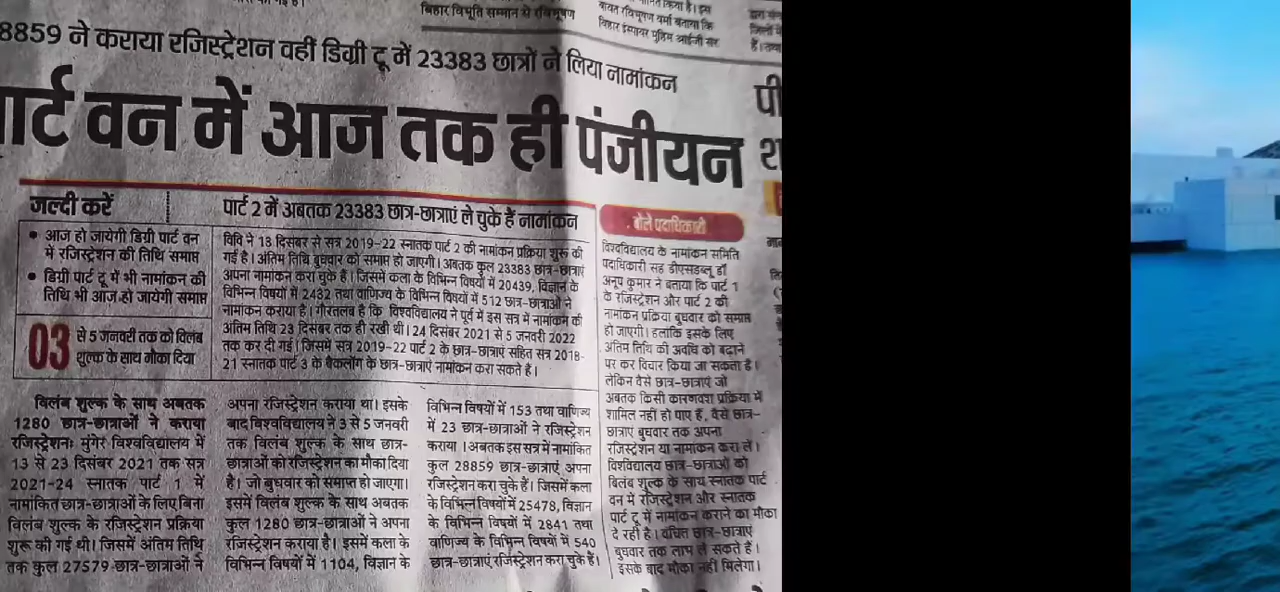 बिहार विभूति सम्मान से रविभूषण
यावत रविभूषण वर्मा बताया कि
8859 ने कराया रजिस्ट्रेशन वहीं डिग्री टू में 23383 छात्रों ने लिया नामांकन
पार्ट वन में आज तक ही पंजीयन
जल्दी करें
आज हो जायेगी डिग्री पार्ट वन
में रजिस्ट्रेशन की तिथि समाप्त
डिग्री पार्ट टू में भी नामांकन की
तिथि भी आज हो जायेगी समाप्त
03 से 5 जनवरी तक को विलंब
शुल्क के साथ मौका दिया
पार्ट 2 में अबतक 23383 छात्र-छात्राएं ले चुके हैं नामांकन
विवि ने 13 दिसंबर से सत्र 2019-22 स्नातक पार्ट 2 की नामांकन प्रक्रिया शुरू की
गई है। अंतिम तिथि बुधवार को समाप्त हो जाएगी। अबतक कुल 23383 छात्र-छात्राएं
अपना नामांकन करा चुके हैं। जिसमें कला के विभिन्न विषयों में 20439, विज्ञान के
विभिन्न विषयों में 2432 तथा वाणिज्य के विभिन्न विषयों में 512 छात्र-छात्राओं ने
नामांकन कराया है। गौरतलब है कि विश्वविद्यालय ने पूर्व में इस सत्र में नामांकन की
अंतिम तिथि 23 दिसंबर तक ही रखी थी। 24 दिसंबर 2021 से 5 जनवरी 2022
तक कर दी गई। जिसमें सत्र 2019-22 पार्ट 2 के छात्र-छात्राएं सहित सत्र 2018-
21 स्नातक पार्ट 3 के बैकलॉग के छात्र-छात्राएं नामांकन करा सकते है।
विलंब शुल्क के साथ अबतक
1280 छात्र-छात्राओं ने कराया
रजिस्ट्रेशनः मुंगेर विश्वविद्यालय में
13 से 23 दिसंबर 2021 तक सत्र
2021-24 स्नातक पार्ट 1 में
नामांकित छात्र-छात्राओं के लिए बिना
विलंब शुल्क के रजिस्ट्रेशन प्रक्रिया
शुरू की गई थी। जिसमें अंतिम तिथि
तक कुल 27579 छात्र-छात्राओं ने
अपना रजिस्ट्रेशन कराया था। इसके
बाद विश्वविद्यालय ने 3 से 5 जनवरी
तक विलंब शुल्क के साथ छात्र-
छात्राओं को रजिस्ट्रेशन का मौका दिया
है। जो बुधवार को समाप्त हो जाएगा।
इसमें विलंब शुल्क के साथ अबतक
कुल 1280 छात्र-छात्राओं ने अपना
रजिस्ट्रेशन कराया है। इसमें कला के
विभिन्न विषयों में 1104, विज्ञान के
विभिन्न विषयों में 153 तथा वाणिज्य
में 23 छात्र-छात्राओं ने रजिस्ट्रेशन
कराया । अबतक इस सत्र में नामांकित
कुल 28859 छात्र-छात्राएं अपना
रजिस्ट्रेशन करा चुके हैं। जिसमें कला
के विभिन्न विषयों में 25478, विज्ञान
के विभिन्न विषयों में 2841 तथा
वाणिज्य के विभिन्न विषयों में 540
छात्र-छात्राएं रजिस्ट्रेशन करा चुके हैं।
बोले पदाधिकारी
विश्वविद्यालय के नामांकन समिति
पदाधिकारी सह डीएसडब्लू डॉ
अनूप कुमार ने बताया कि पार्ट 1
के रजिस्ट्रेशन और पार्ट 2 की
नामांकन प्रक्रिया बुधवार को समाप्त
हो जाएगी। हलांकि इसके लिए
अंतिम तिथि की अवधि को बढ़ाने
पर कर विचार किया जा सकता है।
लेकिन वैसे छात्र-छात्राएं जो
अबतक किसी कारणवश प्रक्रिया में
शामिल नहीं हो पाए हैं, वैसे छात्र-
छात्राएं बुधवार तक अपना
रजिस्ट्रेशन या नामांकन करा लें।
विशविद्यालय छात्र-छात्राओं को
बिलंब शुल्क के साथ स्नातक पार्ट
वन में रजिस्ट्रेशन और स्नातक
पार्ट टू में नामांकन कराने का मौका
दे रही है। वंचित छात्र-छात्राएं
बुधवार तक लाभ ले सकते हैं।
इसके बाद मौका नहीं मिलेगा।